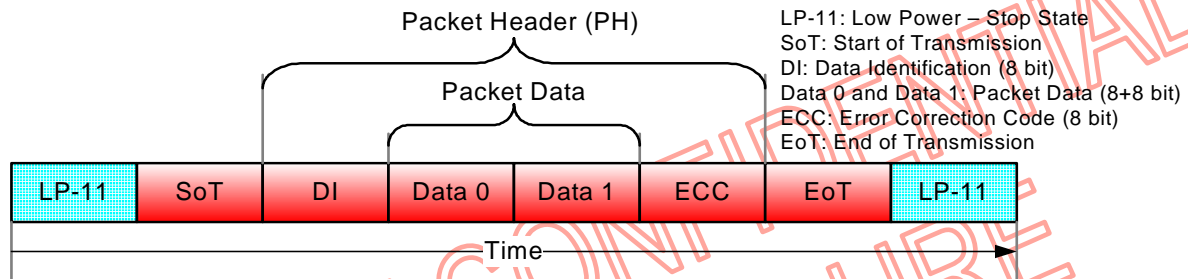 Packet Header (PH)
Packet Data
LP-11: Low Power – Stop State
SoT: Start of Transmission
DI: Data Identification (8 bit)
Data 0 and Data 1: Packet Data (8+8 bit)
ECC: Error Correction Code (8 bit)
EoT: End of Transmission
LP-11 SoT DI Data 0 Data 1 ECC EoT LP-11
Time
CONFIDENTIAL